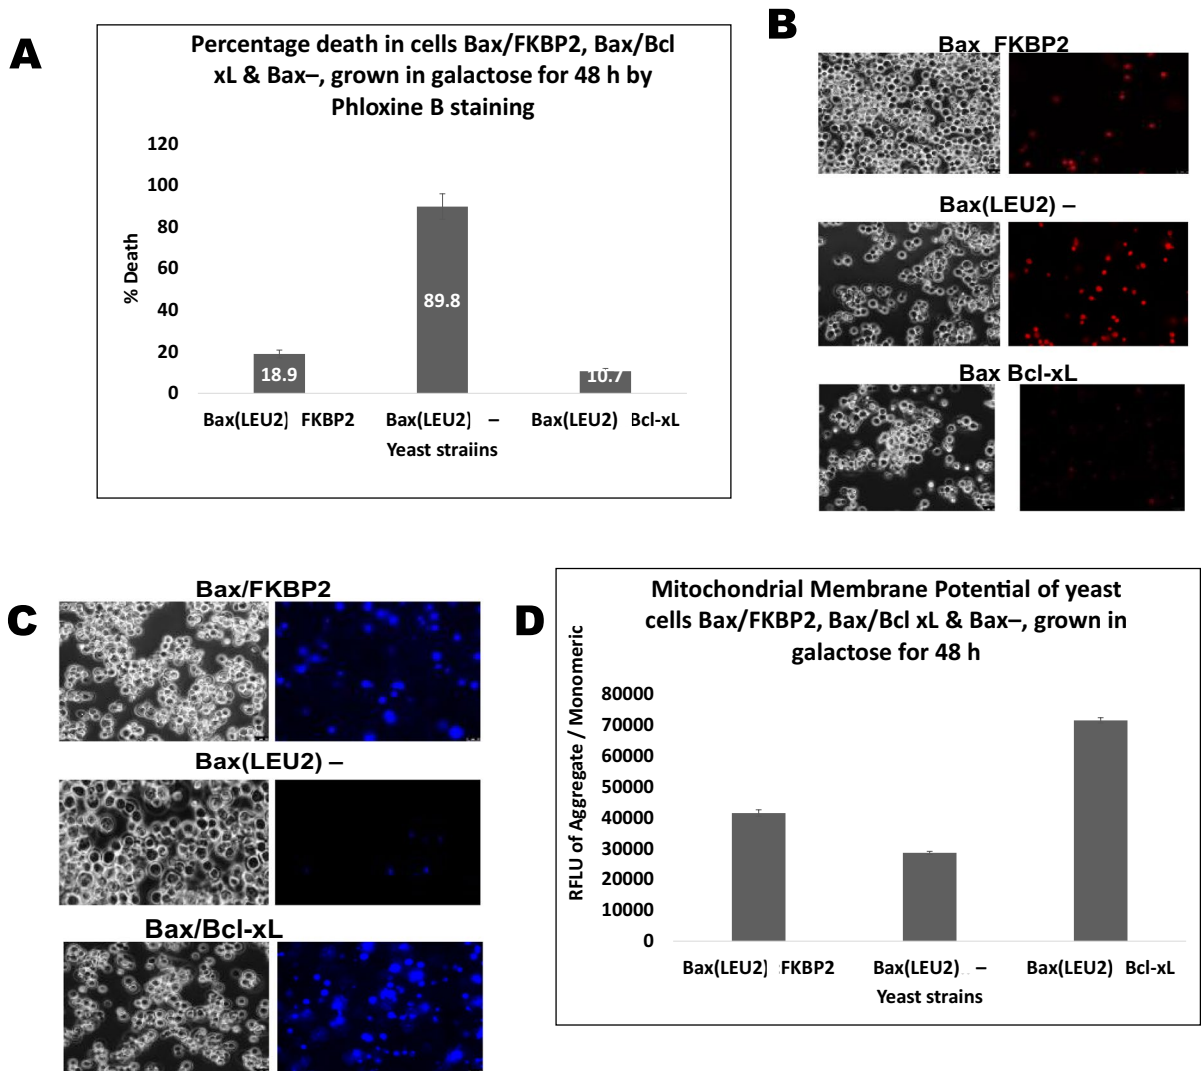 A
Percentage death in cells Bax/FKBP2, Bax/Bcl
xL & Bax–, grown in galactose for 48 h by
Phloxine B staining
120
100
80
60
40
20
0
% Death
18.9
89.8
10.7
Bax(LEU2) FKBP2
Bax(LEU2) –
Bax(LEU2) Bcl-xL
Yeast straiins
B
Bax FKBP2
Bax(LEU2) –
Bax Bcl-xL
C
Bax/FKBP2
Bax(LEU2) –
Bax/Bcl-xL
D
Mitochondrial Membrane Potential of yeast
cells Bax/FKBP2, Bax/Bcl xL & Bax–, grown in
galactose for 48 h
RFLU of Aggregate / Monomeric
80000
70000
60000
50000
40000
30000
20000
10000
0
Bax(LEU2) FKBP2
Bax(LEU2) –
Bax(LEU2) Bcl-xL
Yeast strains